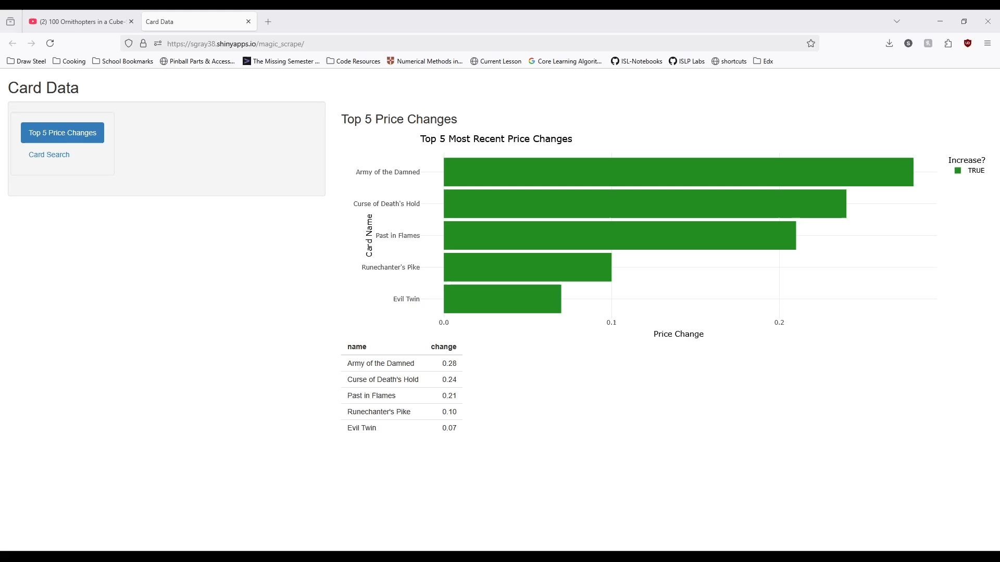 (2) 100 Ornithopters in a Cube-
Card Data
https://sgray38.shinyapps.io/magic_scrape/
Draw Steel
Cooking
School Bookmarks
Pinball Parts & Access...
The Missing Semester ...
Code Resources
Numerical Methods in...
Current Lesson
Core Learning Algorit...
ISL-Notebooks
ISLP Labs
shortcuts
Edx
Card Data
Top 5 Price Changes
Card Search
Top 5 Price Changes
Top 5 Most Recent Price Changes
Increase?
TRUE
Card Name
Army of the Damned
Curse of Death's Hold
Past in Flames
Runechanter's Pike
Evil Twin
0.0 0.1 0.2
Price Change
name change
Army of the Damned 0.28
Curse of Death's Hold 0.24
Past in Flames 0.21
Runechanter's Pike 0.10
Evil Twin 0.07